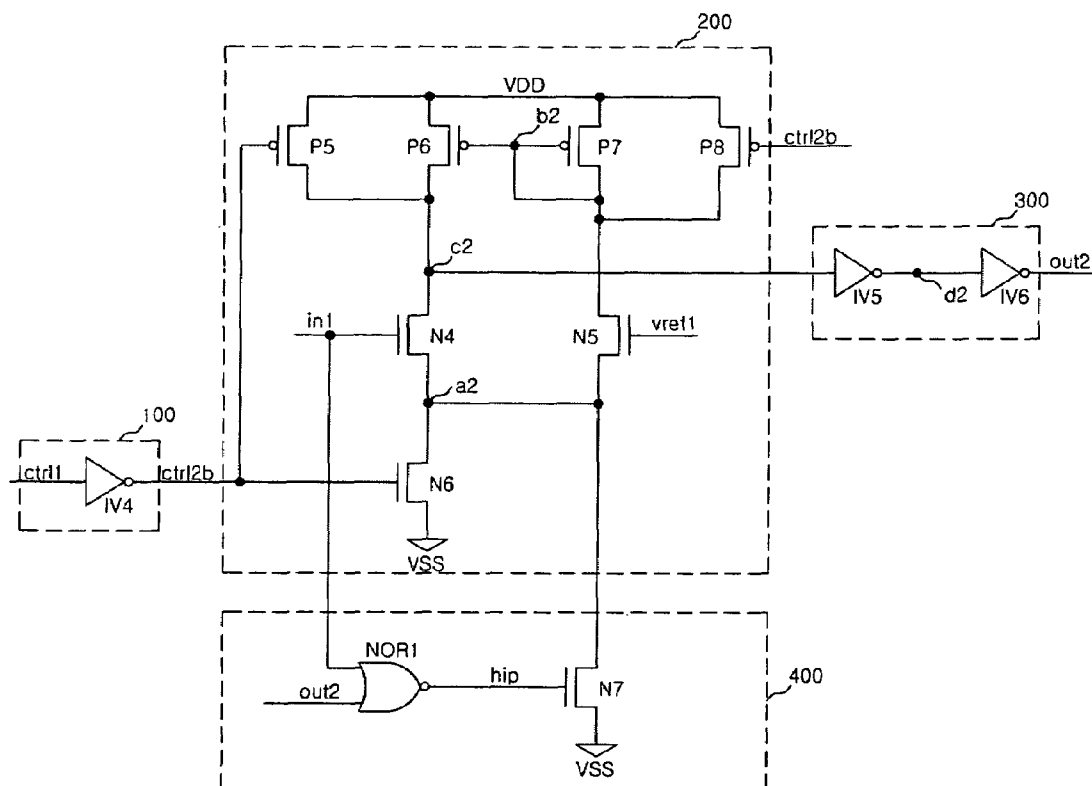 200
VDD
b2
P5
P6
P7
P8
ctrl2b
300
c2
out2
IV5
d2
IV6
in1
N4
N5
vref1
a2
100
ctrl1
ctrl2b
IV4
N6
VSS
NOR1
hip
out2
N7
400
VSS